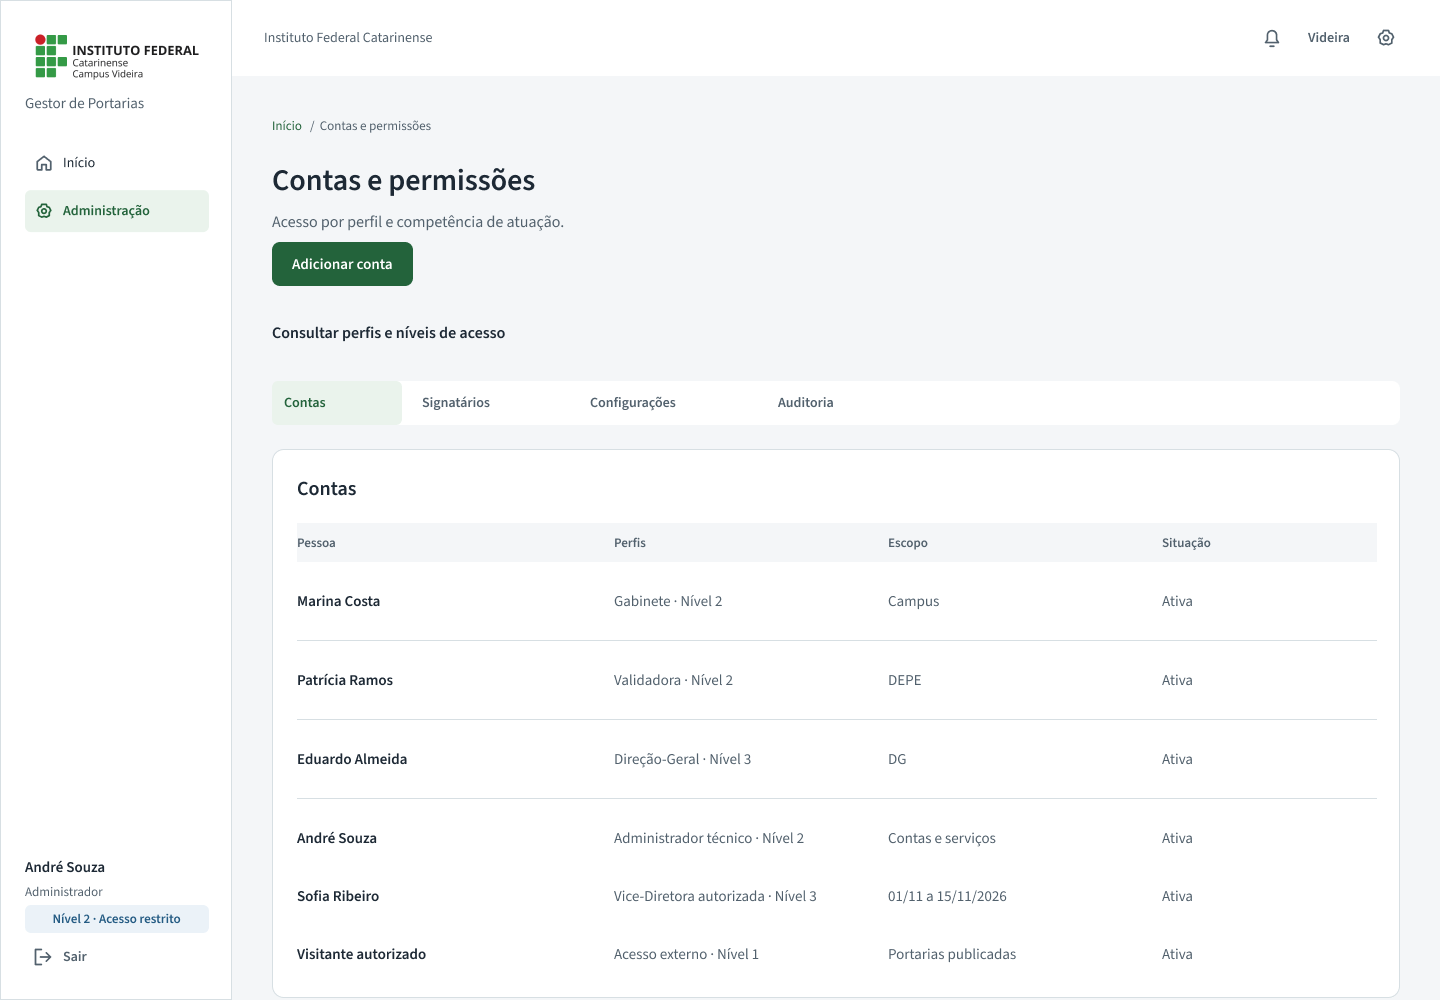 INSTITUTO FEDERAL
Catarinense
Campus Videira
Gestor de Portarias
Início
Administração
André Souza
Administrador
Nível 2 · Acesso restrito
Sair
Instituto Federal Catarinense
Videira
Início / Contas e permissões
Contas e permissões
Acesso por perfil e competência de atuação.
Adicionar conta
Consultar perfis e níveis de acesso
Contas Signatários Configurações Auditoria
Contas
Pessoa Perfis Escopo Situação
Marina Costa Gabinete · Nível 2 Campus Ativa
Patrícia Ramos Validadora · Nível 2 DEPE Ativa
Eduardo Almeida Direção-Geral · Nível 3 DG Ativa
André Souza Administrador técnico · Nível 2 Contas e serviços Ativa
Sofia Ribeiro Vice-Diretora autorizada · Nível 3 01/11 a 15/11/2026 Ativa
Visitante autorizado Acesso externo · Nível 1 Portarias publicadas Ativa